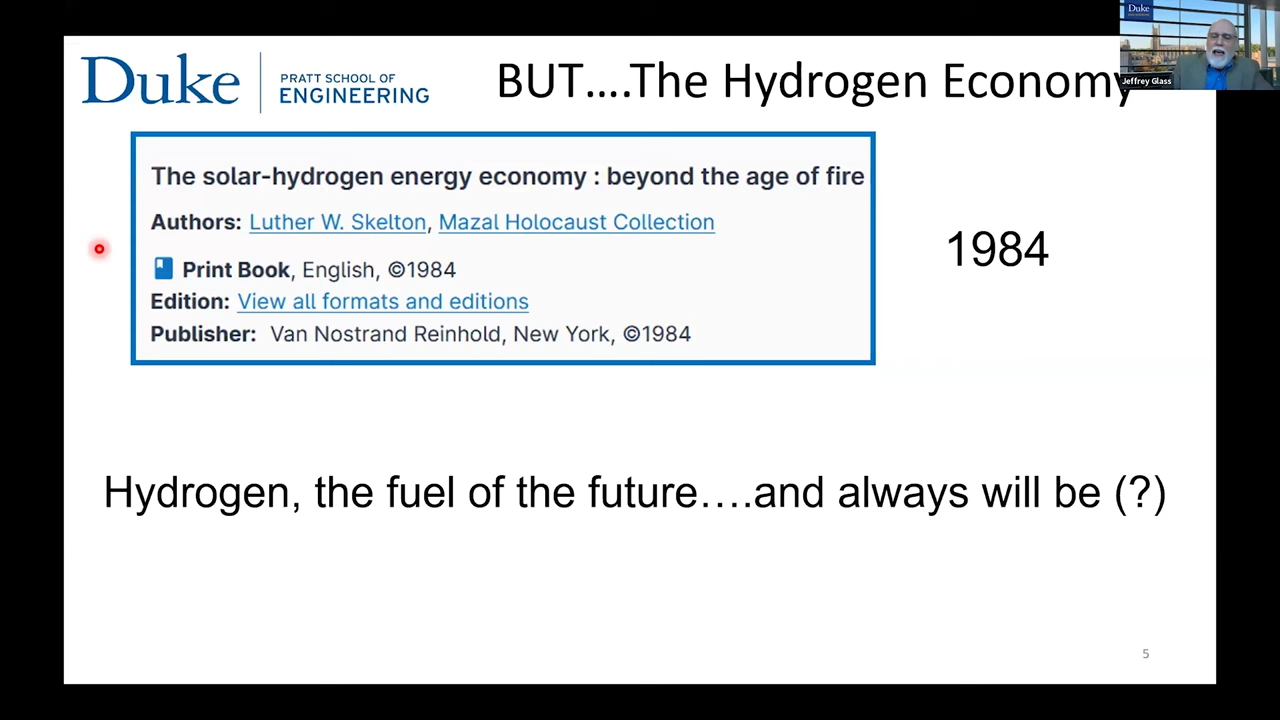 Duke
PRATT SCHOOL OF
ENGINEERING
BUT….The Hydrogen Economy
Duke
Jeffrey Glass
The solar-hydrogen energy economy : beyond the age of fire
Authors: Luther W. Skelton, Mazal Holocaust Collection
Print Book, English, ©1984
Edition: View all formats and editions
Publisher: Van Nostrand Reinhold, New York, ©1984
1984
Hydrogen, the fuel of the future….and always will be (?)
5